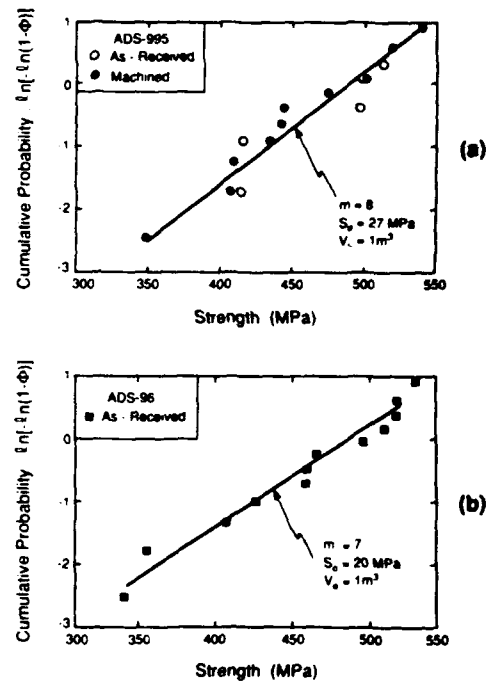 Cumulative Probability ℓn[-ℓn(1-Φ)]
1
0
-1
-2
-3
ADS-995
○ As - Received
● Machined
(a)
m = 8
S₀ = 27 MPa
V₀ = 1m³
300 350 400 450 500 550
Strength (MPa)
Cumulative Probability ℓn[-ℓn(1-Φ)]
1
0
-1
-2
-3
ADS-96
■ As - Received
(b)
m = 7
S₀ = 20 MPa
V₀ = 1m³
300 350 400 450 500 550
Strength (MPa)